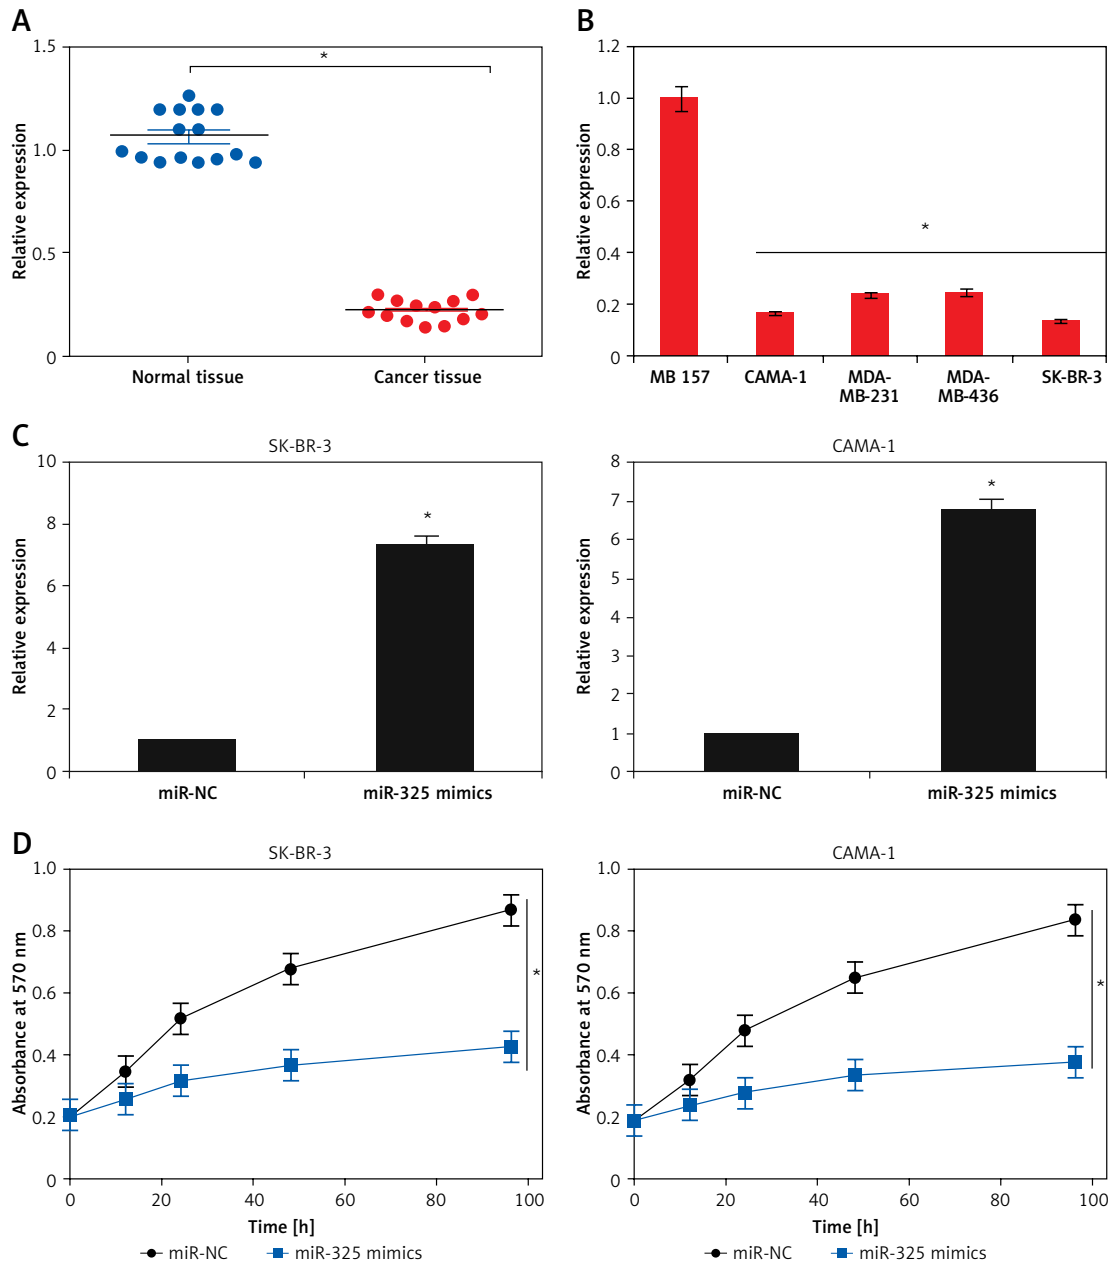 A
Relative expression
1.5
1.0
0.5
0
*
Normal tissue
Cancer tissue
B
Relative expression
1.2
1.0
0.8
0.6
0.4
0.2
0
*
MB 157
CAMA-1
MDA-
MB-231
MDA-
MB-436
SK-BR-3
C
SK-BR-3
Relative expression
10
8
6
4
2
0
*
miR-NC
miR-325 mimics
CAMA-1
Relative expression
8
7
6
5
4
3
2
1
0
*
miR-NC
miR-325 mimics
D
SK-BR-3
Absorbance at 570 nm
1.0
0.8
0.6
0.4
0.2
0
*
0 20 40 60 80 100
Time [h]
miR-NC miR-325 mimics
CAMA-1
Absorbance at 570 nm
1.0
0.8
0.6
0.4
0.2
0
*
0 20 40 60 80 100
Time [h]
miR-NC miR-325 mimics